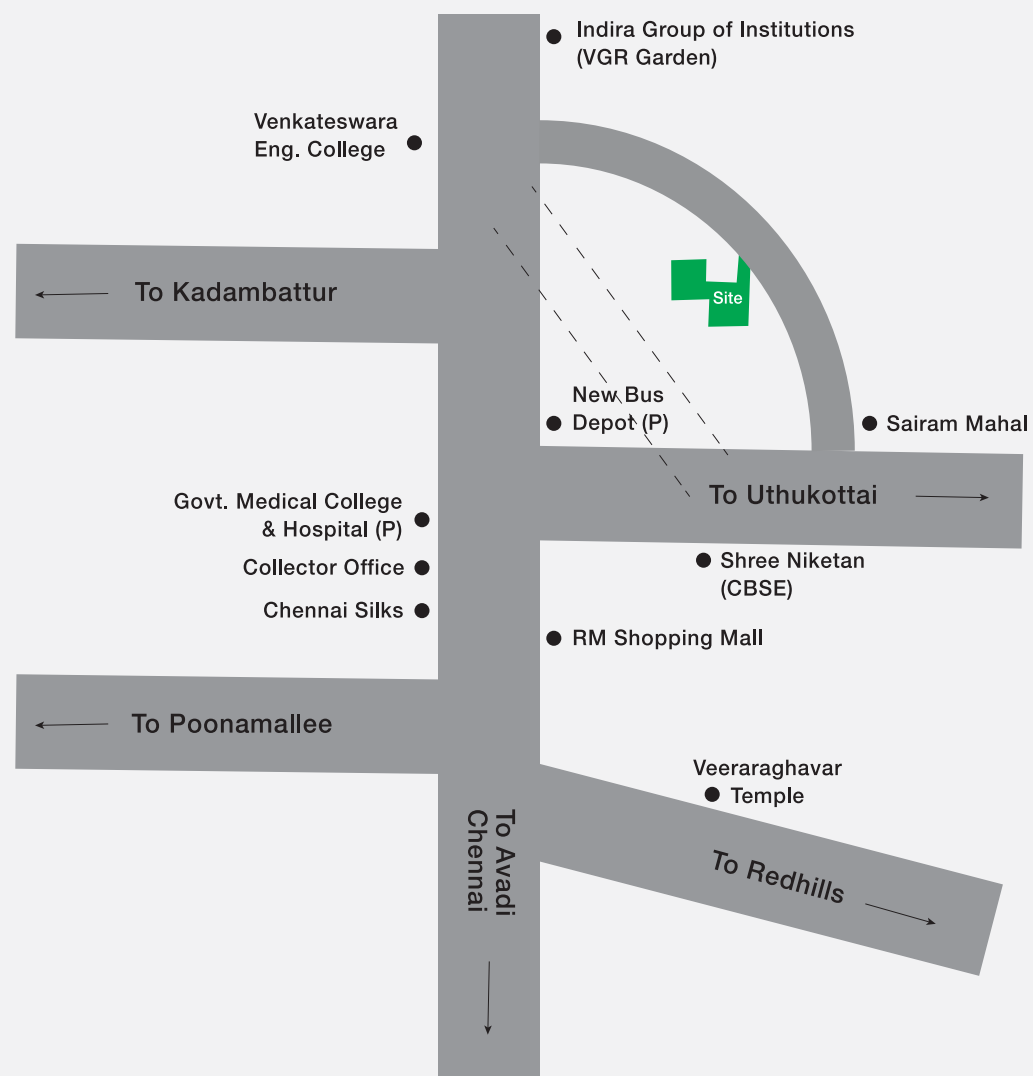 Indira Group of Institutions
(VGR Garden)
Venkateswara
Eng. College
To Kadambattur
Site
New Bus
Depot (P)
Sairam Mahal
To Uthukottai
Govt. Medical College
& Hospital (P)
Collector Office
Chennai Silks
Shree Niketan
(CBSE)
RM Shopping Mall
To Poonamallee
Veeraraghavar
Temple
To Avadi
Chennai
To Redhills